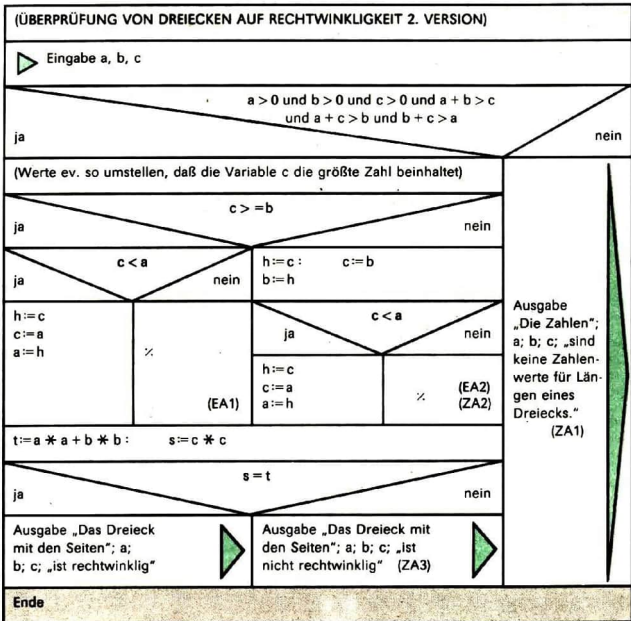 (ÜBERPRÜFUNG VON DREIECKEN AUF RECHTWINKLIGKEIT 2. VERSION)
Eingabe a, b, c
a > 0 und b > 0 und c > 0 und a + b > c
und a + c > b und b + c > a
ja
nein
(Werte ev. so umstellen, daß die Variable c die größte Zahl beinhaltet)
c > = b
ja
nein
c < a
ja
nein
h := c :    c := b
b := h
h := c
c := a
a := h
٪
(EA1)
c < a
ja
nein
h := c
c := a
a := h
٪
(EA2)
(ZA2)
t := a * a + b * b :    s := c * c
s = t
ja
nein
Ausgabe „Das Dreieck
mit den Seiten"; a;
b; c; „ist rechtwinklig"
Ausgabe „Das Dreieck mit
den Seiten"; a; b; c; „ist
nicht rechtwinklig" (ZA3)
Ausgabe
„Die Zahlen";
a; b; c; „sind
keine Zahlen-
werte für Län-
gen eines
Dreiecks."
(ZA1)
Ende